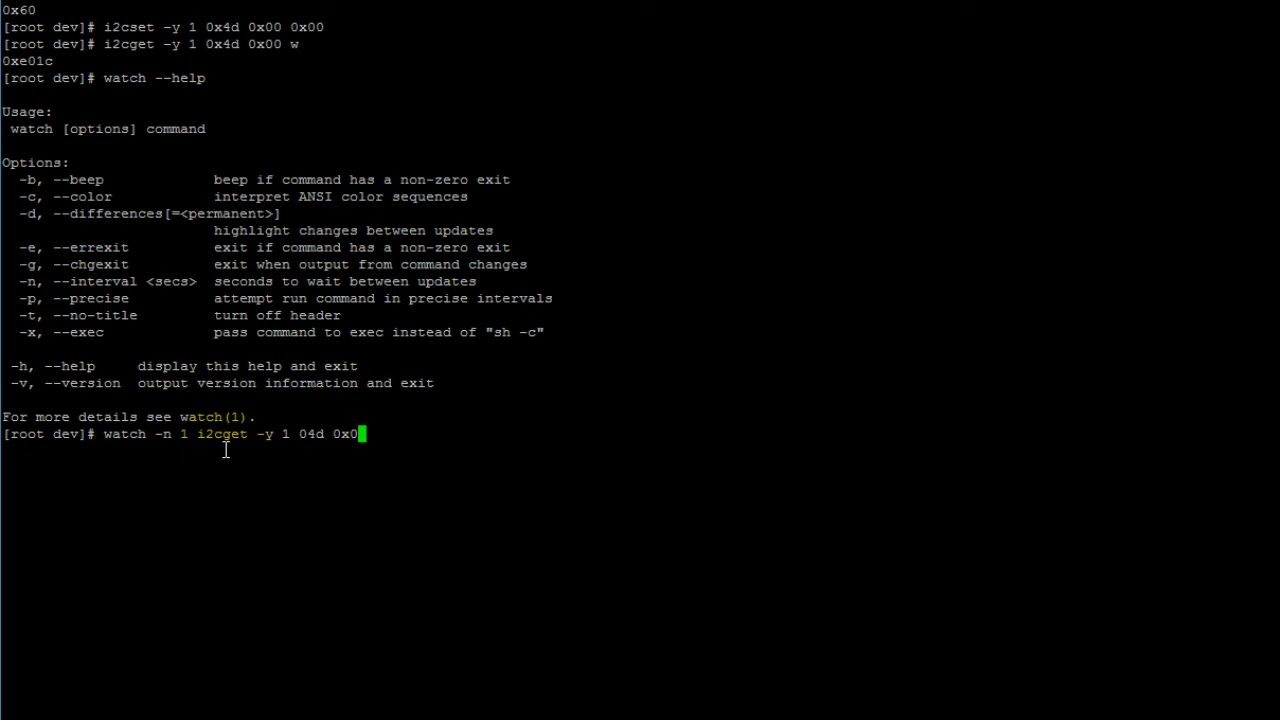 0x60
[root dev]# i2cset -y 1 0x4d 0x00 0x00
[root dev]# i2cget -y 1 0x4d 0x00 w
0xe01c
[root dev]# watch --help
Usage:
watch [options] command
Options:
-b, --beep beep if command has a non-zero exit
-c, --color interpret ANSI color sequences
-d, --differences[=<permanent>]
highlight changes between updates
-e, --errexit exit if command has a non-zero exit
-g, --chgexit exit when output from command changes
-n, --interval <secs> seconds to wait between updates
-p, --precise attempt run command in precise intervals
-t, --no-title turn off header
-x, --exec pass command to exec instead of "sh -c"
-h, --help display this help and exit
-v, --version output version information and exit
For more details see watch(1).
[root dev]# watch -n 1 i2cget -y 1 04d 0x0